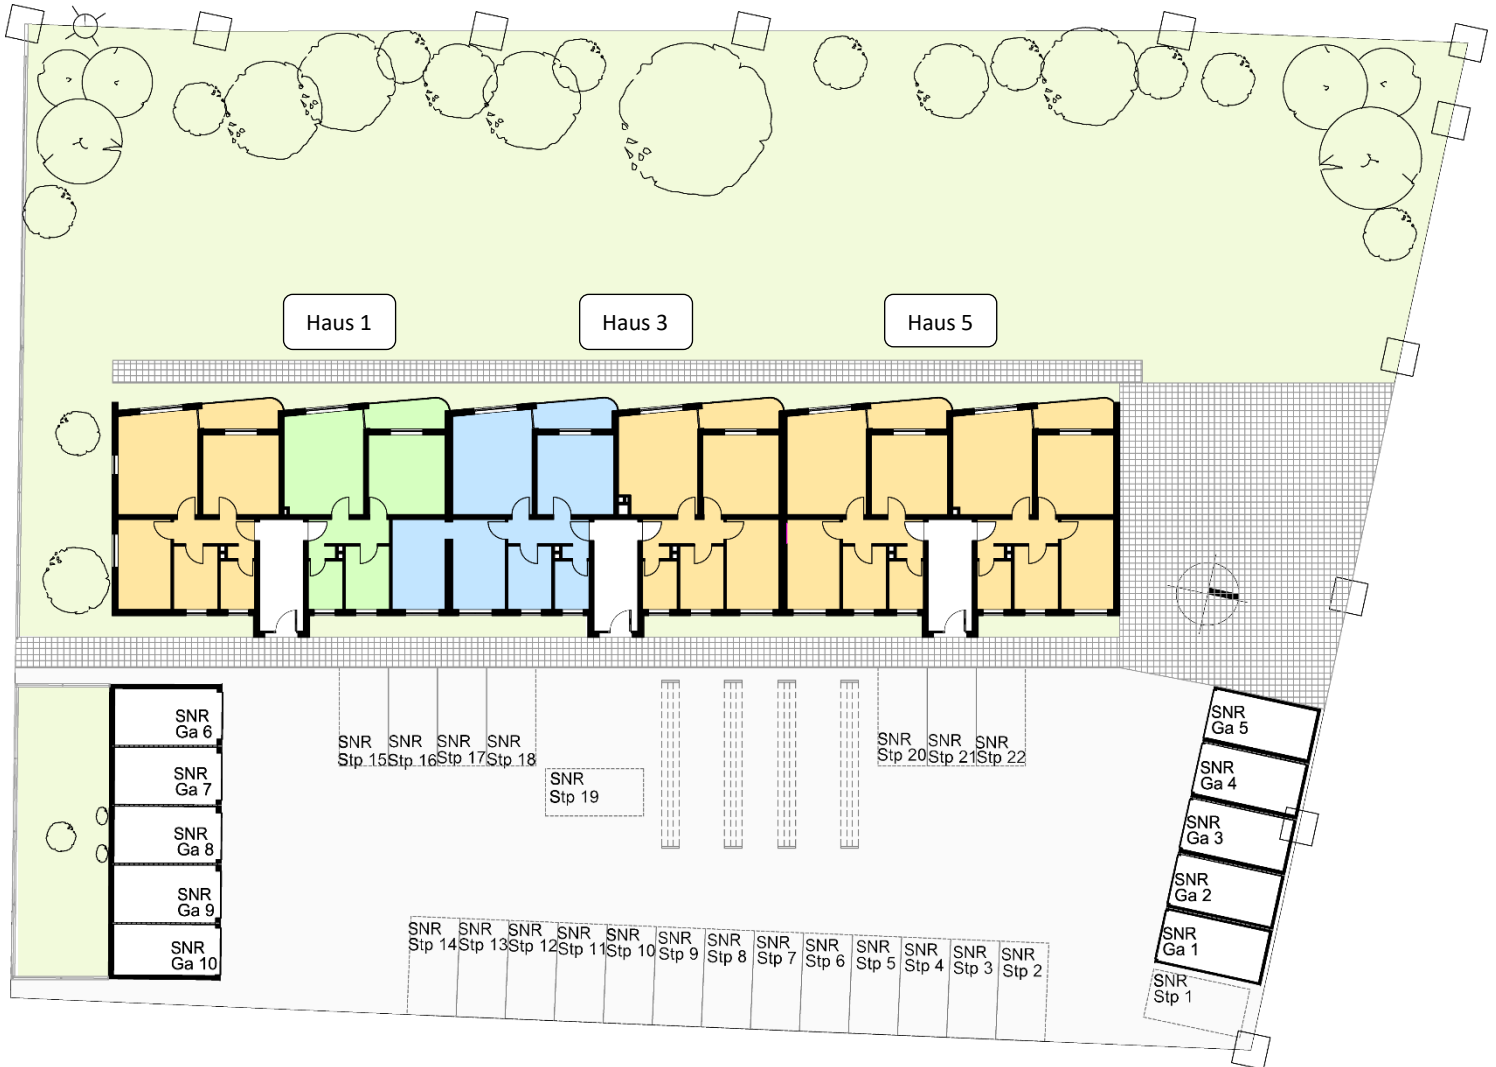 Haus 1
Haus 3
Haus 5
SNR
Ga 6
SNR
Ga 7
SNR
Ga 8
SNR
Ga 9
SNR
Ga 10
SNR
Stp 15
SNR
Stp 16
SNR
Stp 17
SNR
Stp 18
SNR
Stp 19
SNR
Stp 20
SNR
Stp 21
SNR
Stp 22
SNR
Ga 5
SNR
Ga 4
SNR
Ga 3
SNR
Ga 2
SNR
Ga 1
SNR
Stp 14
SNR
Stp 13
SNR
Stp 12
SNR
Stp 11
SNR
Stp 10
SNR
Stp 9
SNR
Stp 8
SNR
Stp 7
SNR
Stp 6
SNR
Stp 5
SNR
Stp 4
SNR
Stp 3
SNR
Stp 2
SNR
Stp 1